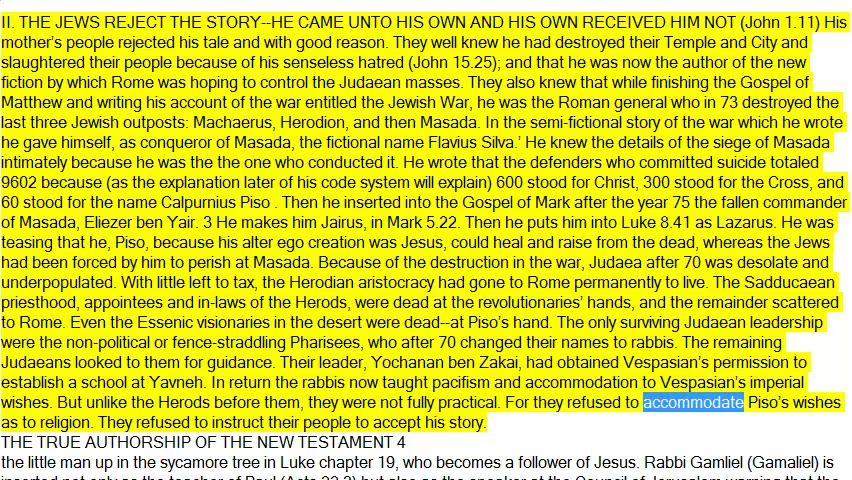 II. THE JEWS REJECT THE STORY--HE CAME UNTO HIS OWN AND HIS OWN RECEIVED HIM NOT (John 1.11) His
mother's people rejected his tale and with good reason. They well knew he had destroyed their Temple and City and
slaughtered their people because of his senseless hatred (John 15.25); and that he was now the author of the new
fiction by which Rome was hoping to control the Judaean masses. They also knew that while finishing the Gospel of
Matthew and writing his account of the war entitled the Jewish War, he was the Roman general who in 73 destroyed the
last three Jewish outposts: Machaerus, Herodion, and then Masada. In the semi-fictional story of the war which he wrote
he gave himself, as conqueror of Masada, the fictional name Flavius Silva.' He knew the details of the siege of Masada
intimately because he was the the one who conducted it. He wrote that the defenders who committed suicide totaled
9602 because (as the explanation later of his code system will explain) 600 stood for Christ, 300 stood for the Cross, and
60 stood for the name Calpurnius Piso . Then he inserted into the Gospel of Mark after the year 75 the fallen commander
of Masada, Eliezer ben Yair. 3 He makes him Jairus, in Mark 5.22. Then he puts him into Luke 8.41 as Lazarus. He was
teasing that he, Piso, because his alter ego creation was Jesus, could heal and raise from the dead, whereas the Jews
had been forced by him to perish at Masada. Because of the destruction in the war, Judaea after 70 was desolate and
underpopulated. With little left to tax, the Herodian aristocracy had gone to Rome permanently to live. The Sadducaean
priesthood, appointees and in-laws of the Herods, were dead at the revolutionaries' hands, and the remainder scattered
to Rome. Even the Essenic visionaries in the desert were dead--at Piso's hand. The only surviving Judaean leadership
were the non-political or fence-straddling Pharisees, who after 70 changed their names to rabbis. The remaining
Judaeans looked to them for guidance. Their leader, Yochanan ben Zakai, had obtained Vespasian's permission to
establish a school at Yavneh. In return the rabbis now taught pacifism and accommodation to Vespasian's imperial
wishes. But unlike the Herods before them, they were not fully practical. For they refused to accommodate Piso's wishes
as to religion. They refused to instruct their people to accept his story.
THE TRUE AUTHORSHIP OF THE NEW TESTAMENT 4
the little man up in the sycamore tree in Luke chapter 19, who becomes a follower of Jesus. Rabbi Gamliel (Gamaliel) is